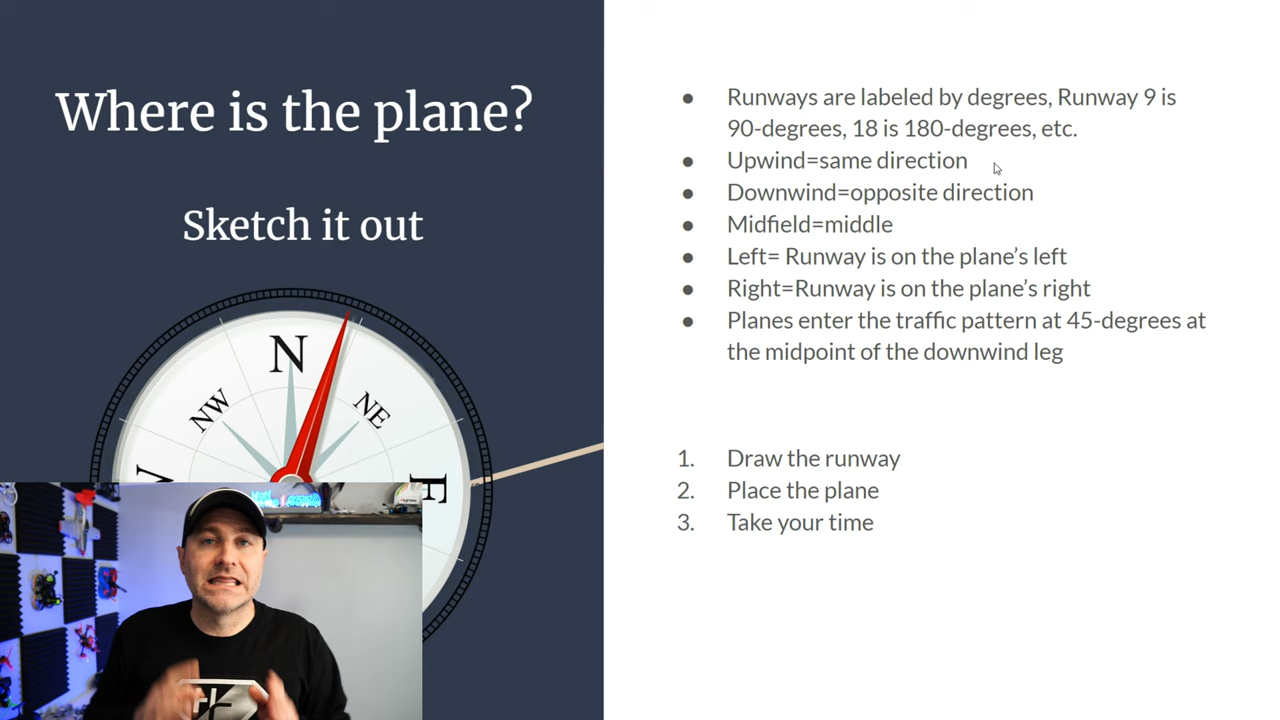 Where is the plane?
Sketch it out
N
NW
NE
E
● Runways are labeled by degrees, Runway 9 is
90-degrees, 18 is 180-degrees, etc.
● Upwind=same direction
● Downwind=opposite direction
● Midfield=middle
● Left= Runway is on the plane's left
● Right=Runway is on the plane's right
● Planes enter the traffic pattern at 45-degrees at
the midpoint of the downwind leg
1. Draw the runway
2. Place the plane
3. Take your time